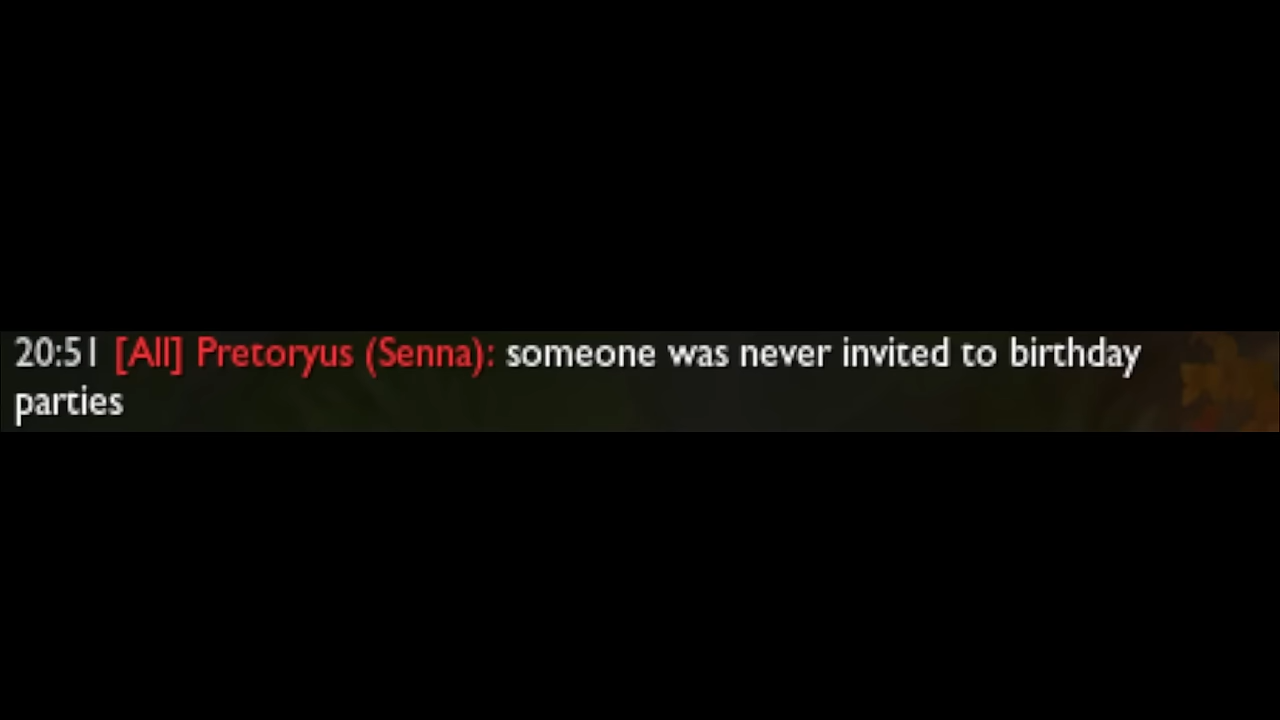 20:51 [All] Pretoryus (Senna): someone was never invited to birthday
parties